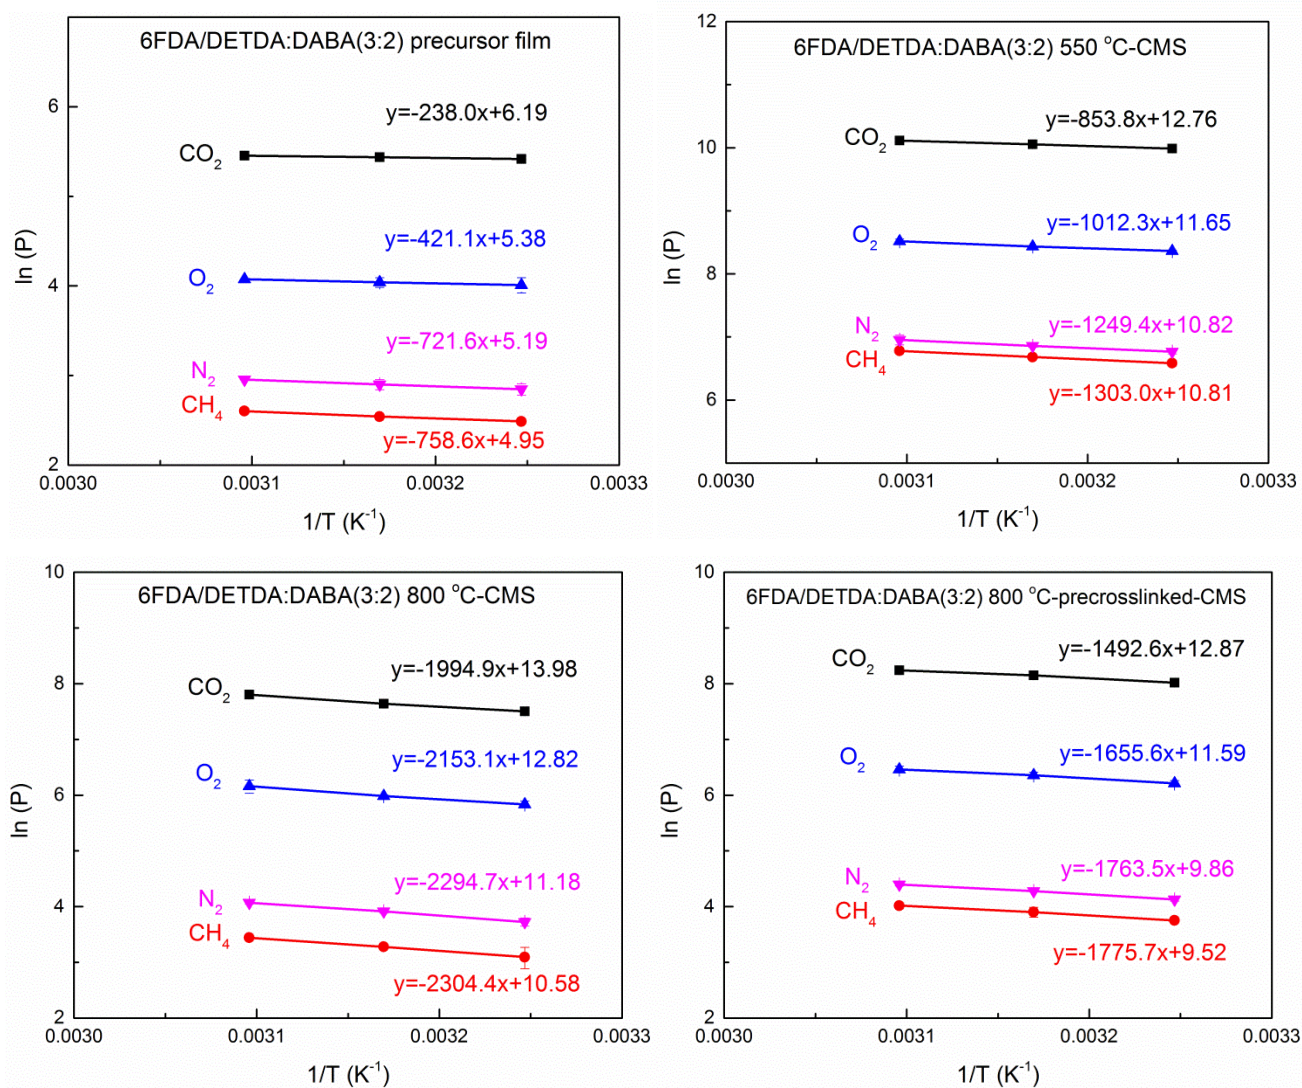 6FDA/DETDA:DABA(3:2) precursor film
6
4
2
ln (P)
CO2
y=-238.0x+6.19
O2
y=-421.1x+5.38
N2
y=-721.6x+5.19
CH4
y=-758.6x+4.95
0.0030
0.0031
0.0032
0.0033
1/T (K-1)
6FDA/DETDA:DABA(3:2) 550 oC-CMS
12
10
8
6
ln (P)
CO2
y=-853.8x+12.76
O2
y=-1012.3x+11.65
N2
y=-1249.4x+10.82
CH4
y=-1303.0x+10.81
0.0030
0.0031
0.0032
0.0033
1/T (K-1)
6FDA/DETDA:DABA(3:2) 800 oC-CMS
10
8
6
4
2
ln (P)
CO2
y=-1994.9x+13.98
O2
y=-2153.1x+12.82
N2
y=-2294.7x+11.18
CH4
y=-2304.4x+10.58
0.0030
0.0031
0.0032
0.0033
1/T (K-1)
6FDA/DETDA:DABA(3:2) 800 oC-precrosslinked-CMS
10
8
6
4
2
ln (P)
CO2
y=-1492.6x+12.87
O2
y=-1655.6x+11.59
N2
y=-1763.5x+9.86
CH4
y=-1775.7x+9.52
0.0030
0.0031
0.0032
0.0033
1/T (K-1)